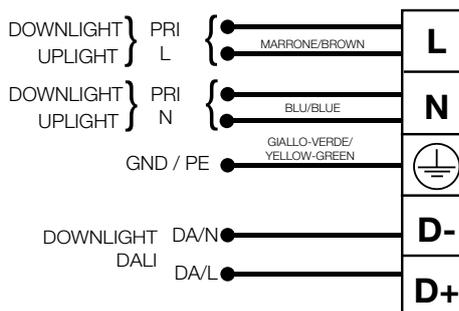 DOWNLIGHT } PRI { MARRONE/BROWN L
UPLIGHT L
DOWNLIGHT } PRI { BLU/BLUE N
UPLIGHT N
GIALLO-VERDE/
YELLOW-GREEN
GND / PE
DOWNLIGHT DA/N D-
DALI
DA/L D+